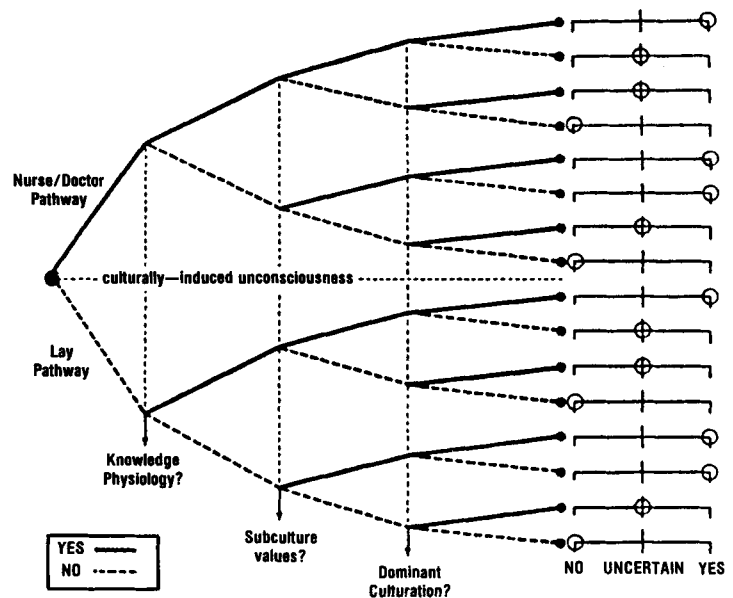 Nurse/Doctor
Pathway
culturally—induced unconsciousness
Lay
Pathway
Knowledge
Physiology?
Subculture
values?
Dominant
Culturation?
YES
NO
NO UNCERTAIN YES